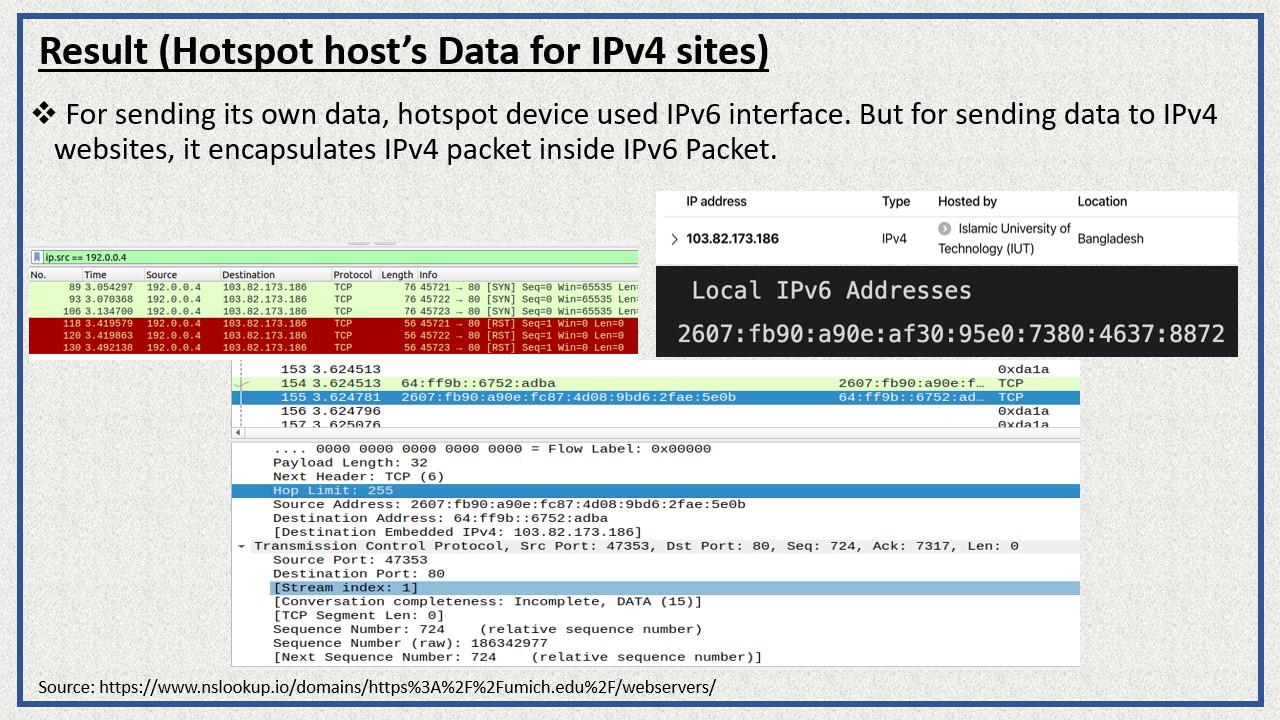 Result (Hotspot host's Data for IPv4 sites)
❖ For sending its own data, hotspot device used IPv6 interface. But for sending data to IPv4
websites, it encapsulates IPv4 packet inside IPv6 Packet.
ip.src == 192.0.0.4
No. Time Source Destination Protocol Length Info
89 3.054297 192.0.0.4 103.82.173.186 TCP 76 45721 → 80 [SYN] Seq=0 Win=65535 Len=
93 3.070368 192.0.0.4 103.82.173.186 TCP 76 45722 → 80 [SYN] Seq=0 Win=65535 Len=
106 3.134700 192.0.0.4 103.82.173.186 TCP 76 45723 → 80 [SYN] Seq=0 Win=65535 Len=
118 3.419579 192.0.0.4 103.82.173.186 TCP 56 45721 → 80 [RST] Seq=1 Win=0 Len=0
120 3.419863 192.0.0.4 103.82.173.186 TCP 56 45722 → 80 [RST] Seq=1 Win=0 Len=0
130 3.492138 192.0.0.4 103.82.173.186 TCP 56 45723 → 80 [RST] Seq=1 Win=0 Len=0
IP address Type Hosted by Location
103.82.173.186 IPv4 Islamic University of Bangladesh
Technology (IUT)
Local IPv6 Addresses
2607:fb90:a90e:af30:95e0:7380:4637:8872
153 3.624513 0xda1a
154 3.624513 64:ff9b::6752:adba 2607:fb90:a90e:f… TCP
155 3.624781 2607:fb90:a90e:fc87:4d08:9bd6:2fae:5e0b 64:ff9b::6752:ad… TCP
156 3.624796 0xda1a
157 3.625076 0xda1a
.... 0000 0000 0000 0000 0000 = Flow Label: 0x00000
Payload Length: 32
Next Header: TCP (6)
Hop Limit: 255
Source Address: 2607:fb90:a90e:fc87:4d08:9bd6:2fae:5e0b
Destination Address: 64:ff9b::6752:adba
[Destination Embedded IPv4: 103.82.173.186]
Transmission Control Protocol, Src Port: 47353, Dst Port: 80, Seq: 724, Ack: 7317, Len: 0
Source Port: 47353
Destination Port: 80
[Stream index: 1]
[Conversation completeness: Incomplete, DATA (15)]
[TCP Segment Len: 0]
Sequence Number: 724 (relative sequence number)
Sequence Number (raw): 186342977
[Next Sequence Number: 724 (relative sequence number)]
Source: https://www.nslookup.io/domains/https%3A%2F%2Fumich.edu%2F/webservers/